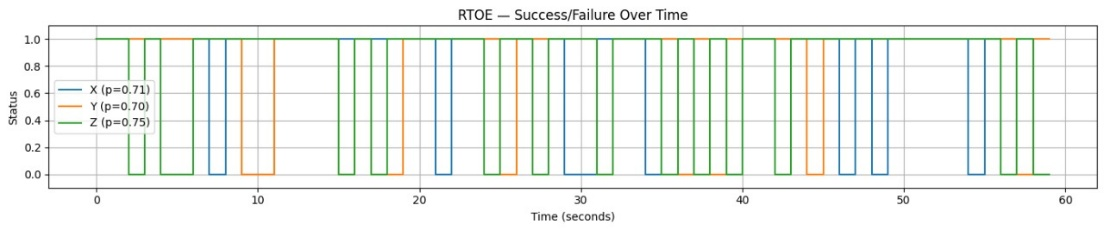 RTOE — Success/Failure Over Time
Status
1.0
0.8
0.6
0.4
0.2
0.0
X (p=0.71)
Y (p=0.70)
Z (p=0.75)
0
10
20
30
40
50
60
Time (seconds)